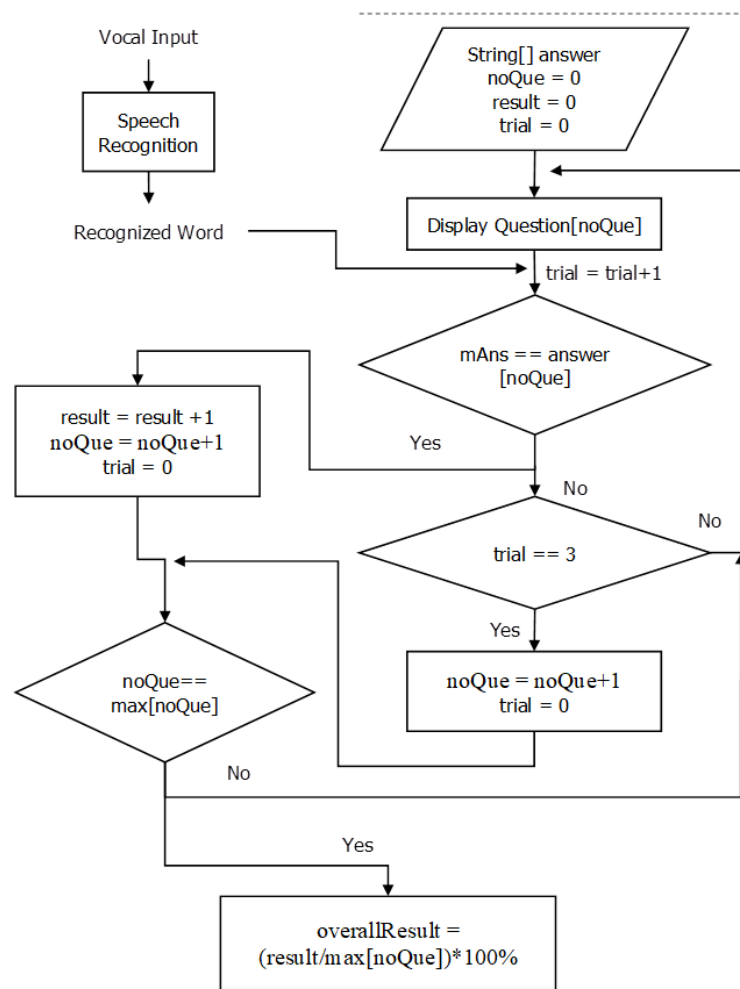 Vocal Input
Speech
Recognition
Recognized Word
String[] answer
noQue = 0
result = 0
trial = 0
Display Question[noQue]
trial = trial+1
mAns == answer
[noQue]
Yes
No
result = result +1
noQue = noQue+1
trial = 0
trial == 3
No
Yes
noQue = noQue+1
trial = 0
noQue==
max[noQue]
No
Yes
overallResult =
(result/max[noQue])*100%